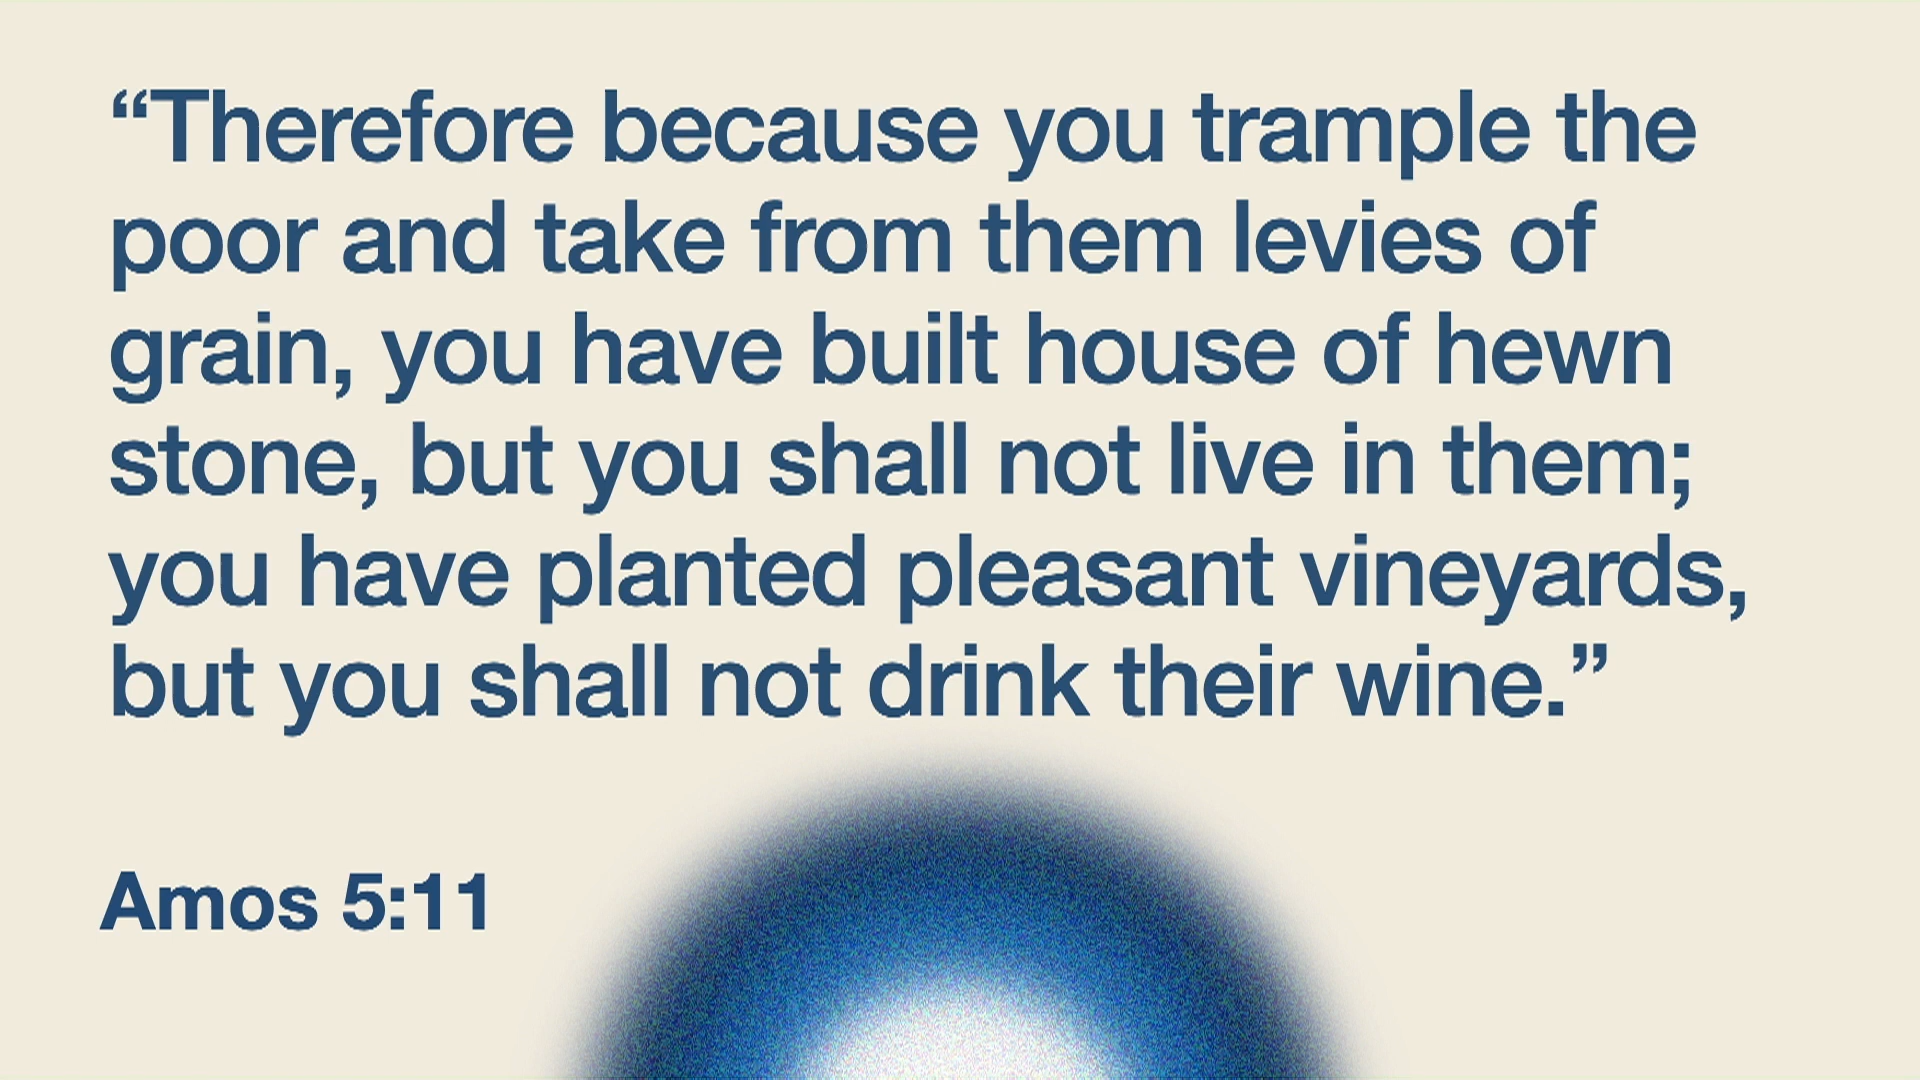 “Therefore because you trample the
poor and take from them levies of
grain, you have built house of hewn
stone, but you shall not live in them;
you have planted pleasant vineyards,
but you shall not drink their wine.”
Amos 5:11